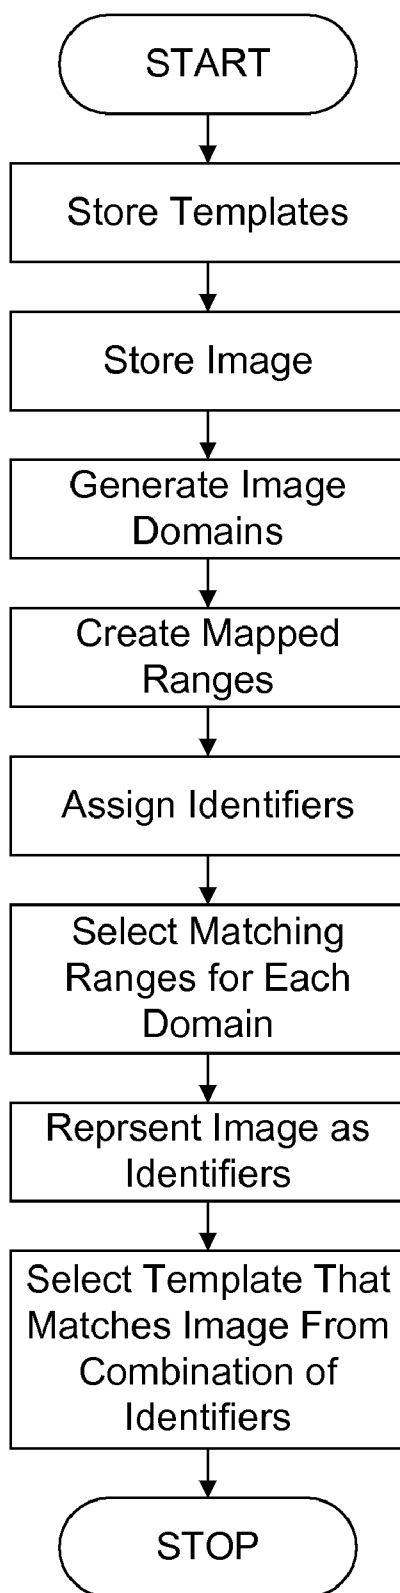 START
Store Templates
Store Image
Generate Image
Domains
Create Mapped
Ranges
Assign Identifiers
Select Matching
Ranges for Each
Domain
Reprsent Image as
Identifiers
Select Template That
Matches Image From
Combination of
Identifiers
STOP